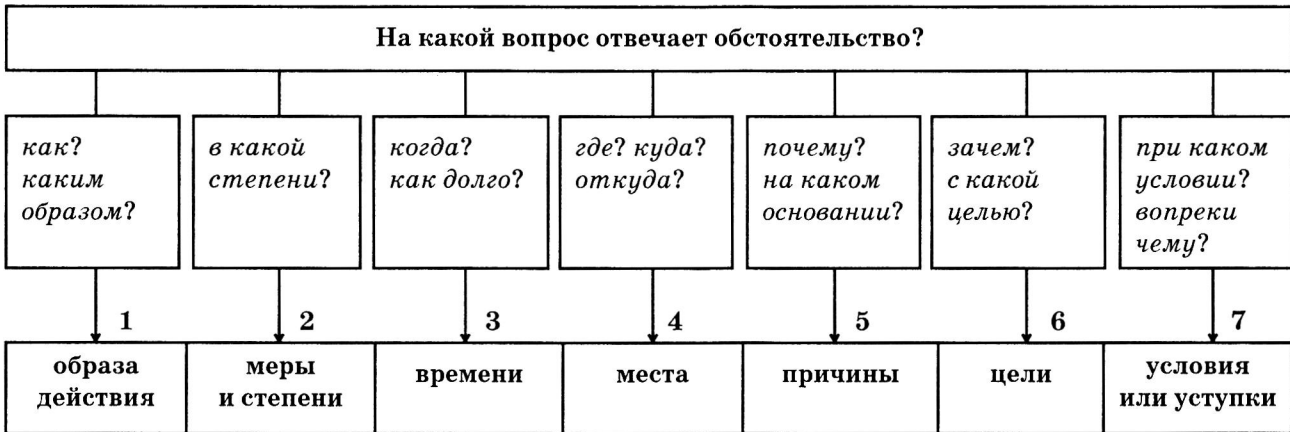 На какой вопрос отвечает обстоятельство?
как?
каким
образом?
в какой
степени?
когда?
как долго?
где? куда?
откуда?
почему?
на каком
основании?
зачем?
с какой
целью?
при каком
условии?
вопреки
чему?
1
2
3
4
5
6
7
образа
действия
меры
и степени
времени
места
причины
цели
условия
или уступки